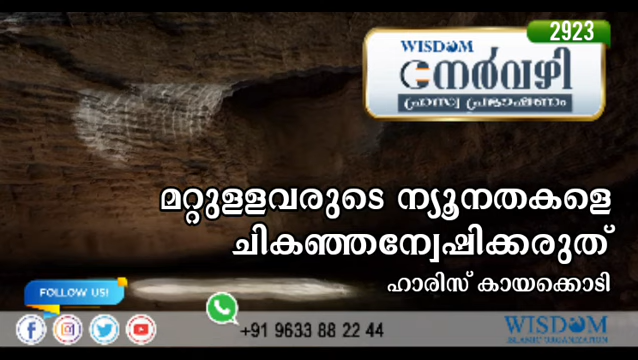 2923
WISDOM
നേർവഴി
ഹ്രസ്വ പ്രഭാഷണം
മറ്റുള്ളവരുടെ ന്യൂനതകളെ
ചികഞ്ഞന്വേഷിക്കരുത്
ഹാരിസ് കായക്കൊടി
FOLLOW US!
+91 9633 88 22 44
WISDOM
ISLAMIC ORGANIZATION